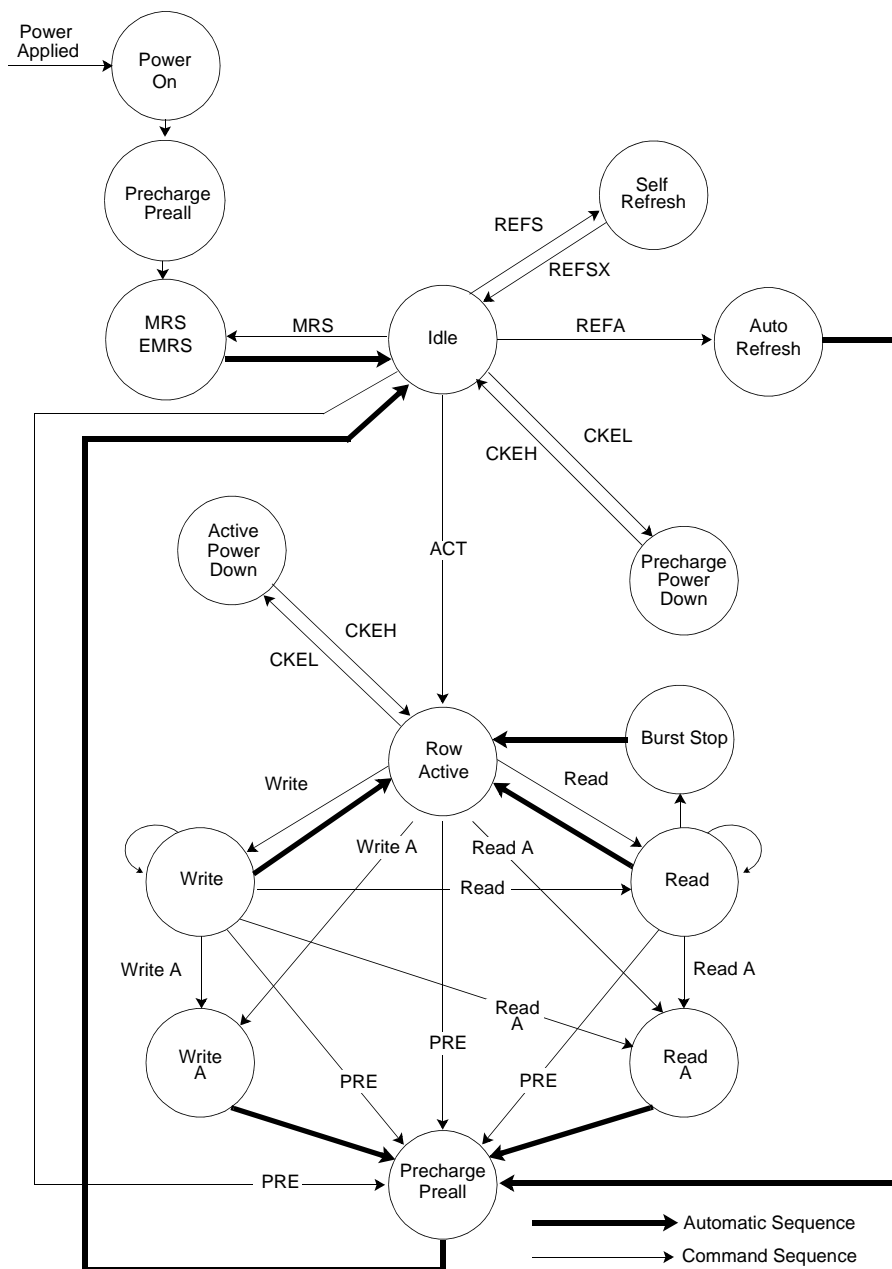 Power
Applied
Power
On
Precharge
Preall
Self
Refresh
REFS
REFSX
MRS
EMRS
MRS
Idle
REFA
Auto
Refresh
CKEL
CKEH
Active
Power
Down
ACT
Precharge
Power
Down
CKEH
CKEL
Row
Active
Burst Stop
Write
Read
Write A
Read A
Write
Read
Read
Write A
Read A
Read
A
Write
A
PRE
Read
A
PRE
PRE
Precharge
Preall
PRE
Automatic Sequence
Command Sequence